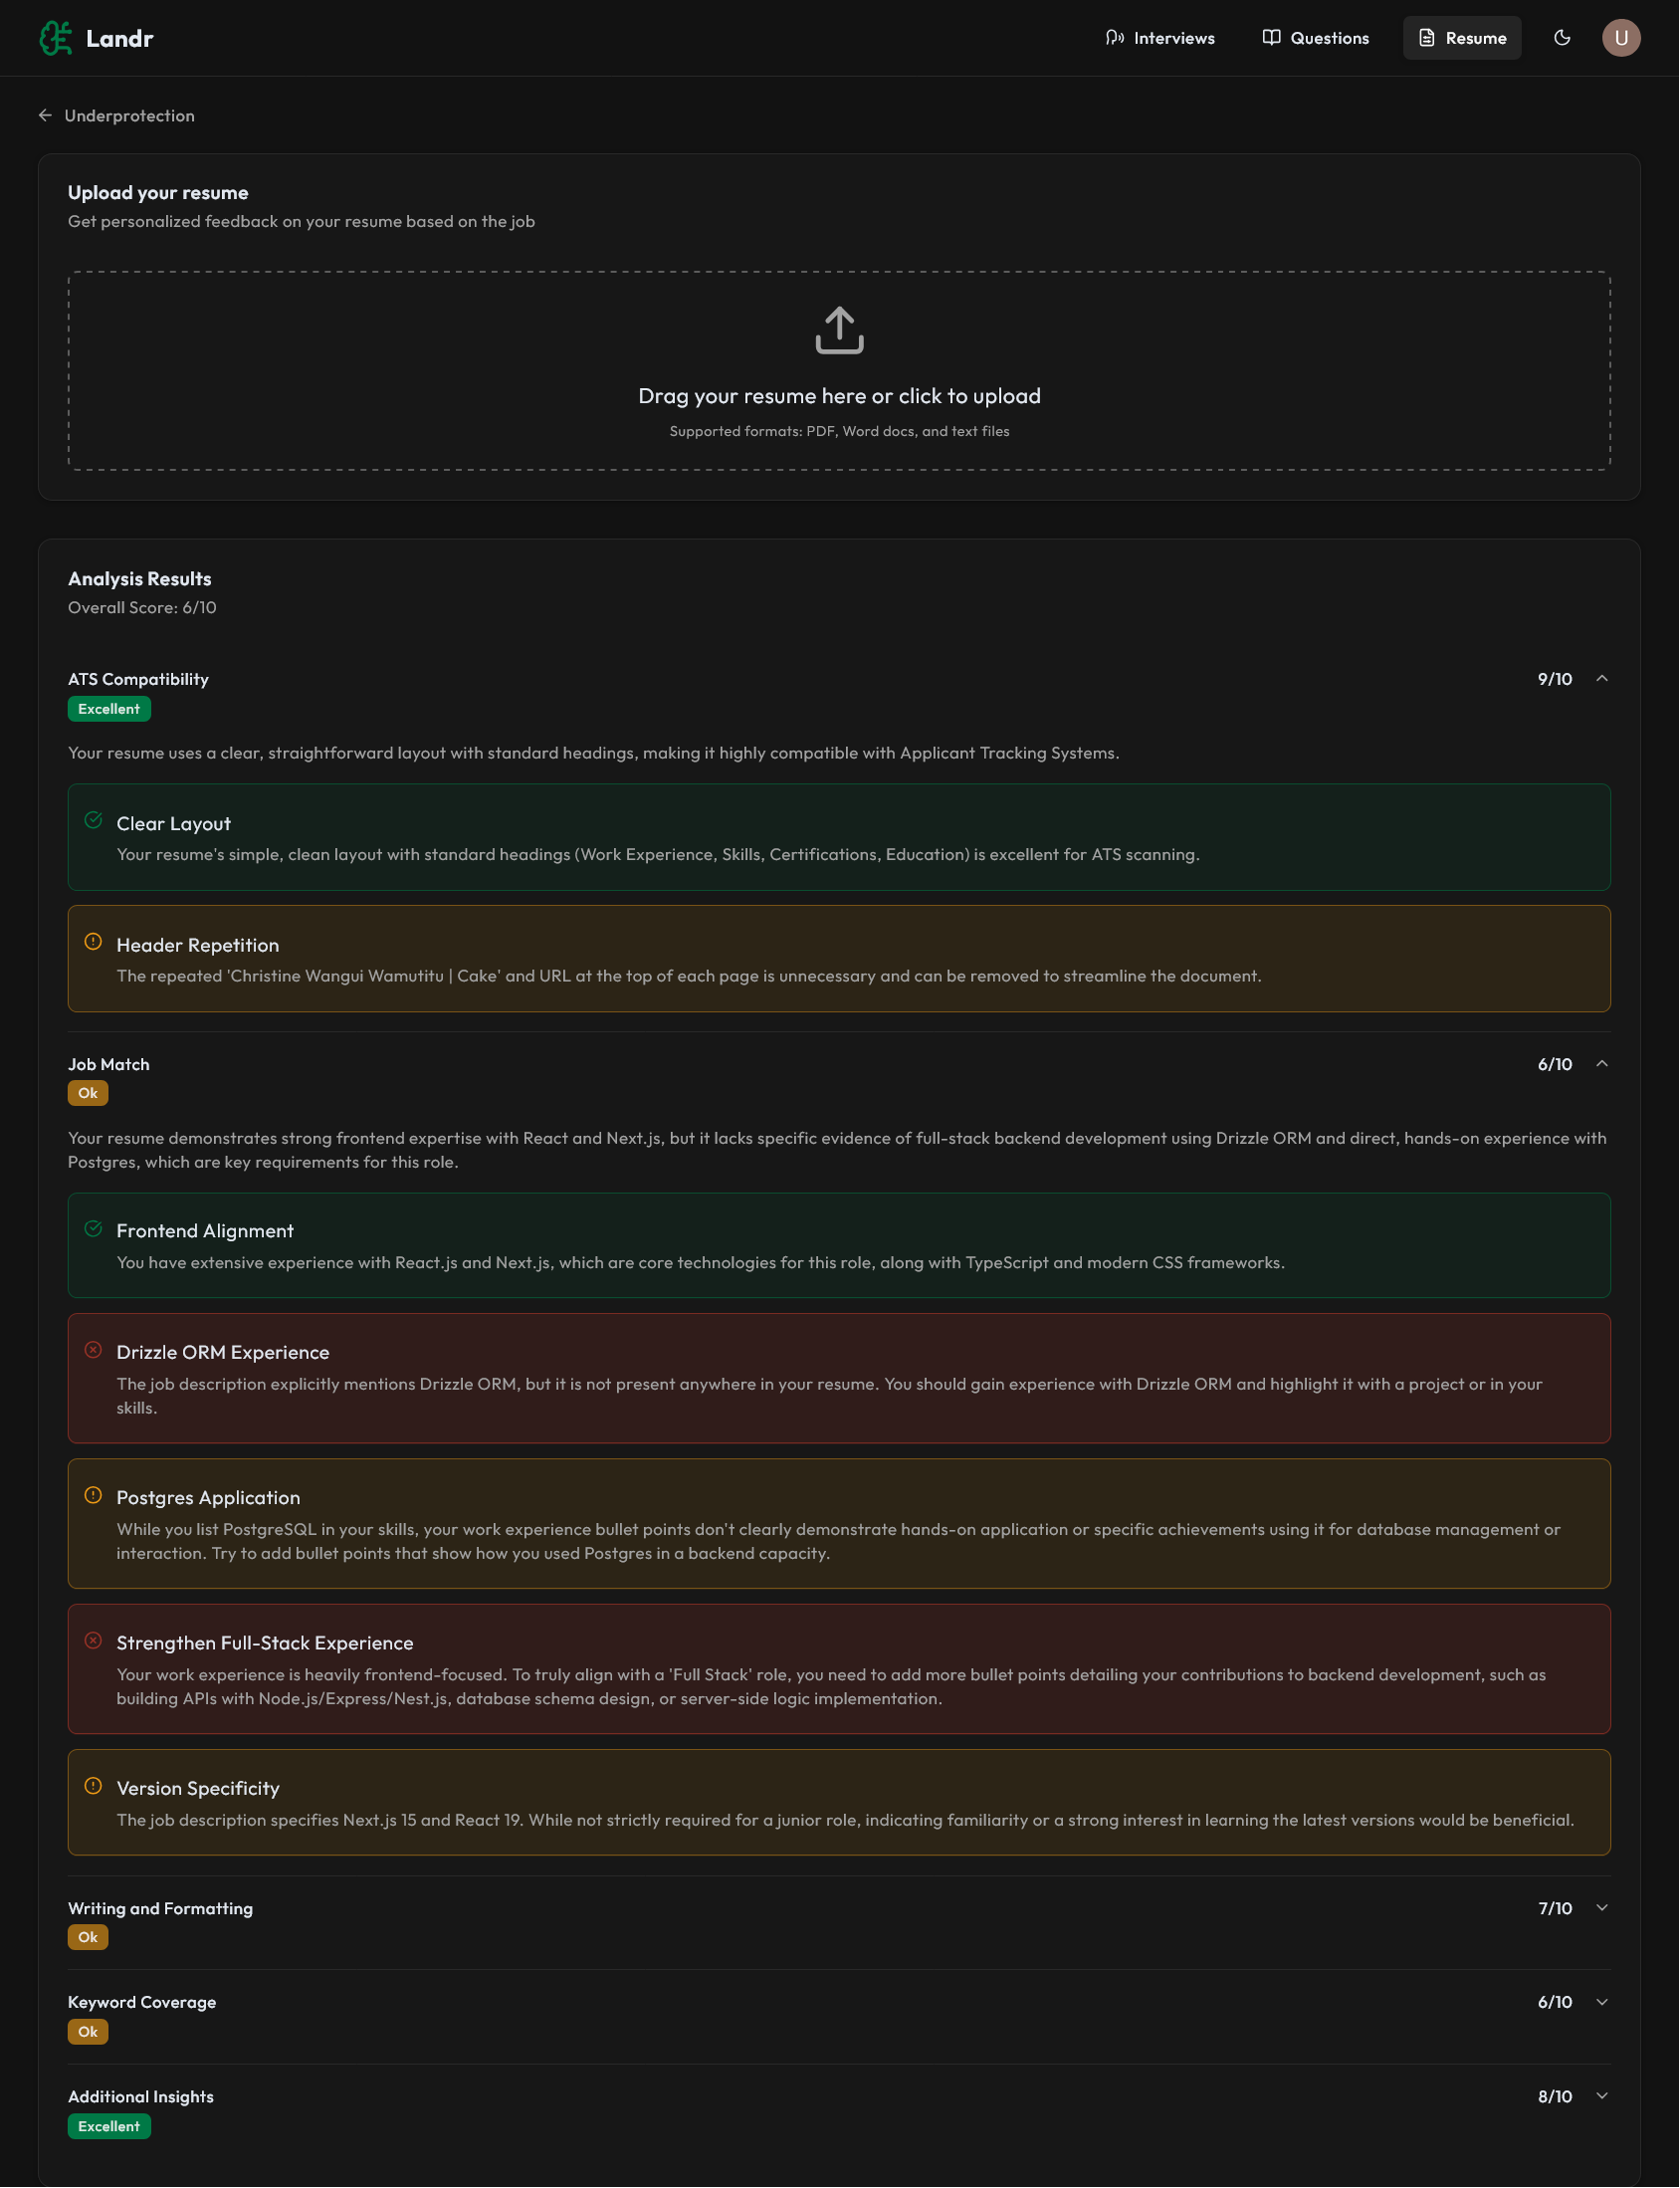 Landr
Interviews
Questions
Resume
U
Underprotection
Upload your resume
Get personalized feedback on your resume based on the job
Drag your resume here or click to upload
Supported formats: PDF, Word docs, and text files
Analysis Results
Overall Score: 6/10
ATS Compatibility
9/10
Excellent
Your resume uses a clear, straightforward layout with standard headings, making it highly compatible with Applicant Tracking Systems.
Clear Layout
Your resume's simple, clean layout with standard headings (Work Experience, Skills, Certifications, Education) is excellent for ATS scanning.
Header Repetition
The repeated 'Christine Wangui Wamutitu | Cake' and URL at the top of each page is unnecessary and can be removed to streamline the document.
Job Match
6/10
Ok
Your resume demonstrates strong frontend expertise with React and Next.js, but it lacks specific evidence of full-stack backend development using Drizzle ORM and direct, hands-on experience with
Postgres, which are key requirements for this role.
Frontend Alignment
You have extensive experience with React.js and Next.js, which are core technologies for this role, along with TypeScript and modern CSS frameworks.
Drizzle ORM Experience
The job description explicitly mentions Drizzle ORM, but it is not present anywhere in your resume. You should gain experience with Drizzle ORM and highlight it with a project or in your
skills.
Postgres Application
While you list PostgreSQL in your skills, your work experience bullet points don't clearly demonstrate hands-on application or specific achievements using it for database management or
interaction. Try to add bullet points that show how you used Postgres in a backend capacity.
Strengthen Full-Stack Experience
Your work experience is heavily frontend-focused. To truly align with a 'Full Stack' role, you need to add more bullet points detailing your contributions to backend development, such as
building APIs with Node.js/Express/Nest.js, database schema design, or server-side logic implementation.
Version Specificity
The job description specifies Next.js 15 and React 19. While not strictly required for a junior role, indicating familiarity or a strong interest in learning the latest versions would be beneficial.
Writing and Formatting
7/10
Ok
Keyword Coverage
6/10
Ok
Additional Insights
8/10
Excellent